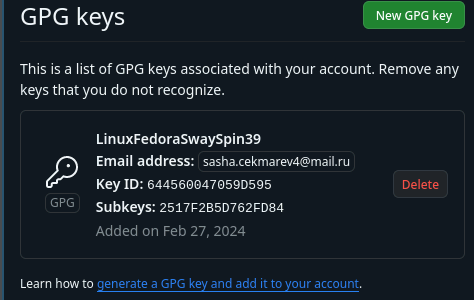 GPG keys
New GPG key
This is a list of GPG keys associated with your account. Remove any
keys that you do not recognize.
LinuxFedoraSwaySpin39
Email address: sasha.cekmarev4@mail.ru
Key ID: 644560047059D595
GPG
Subkeys: 2517F2B5D762FD84
Delete
Added on Feb 27, 2024
Learn how to generate a GPG key and add it to your account.